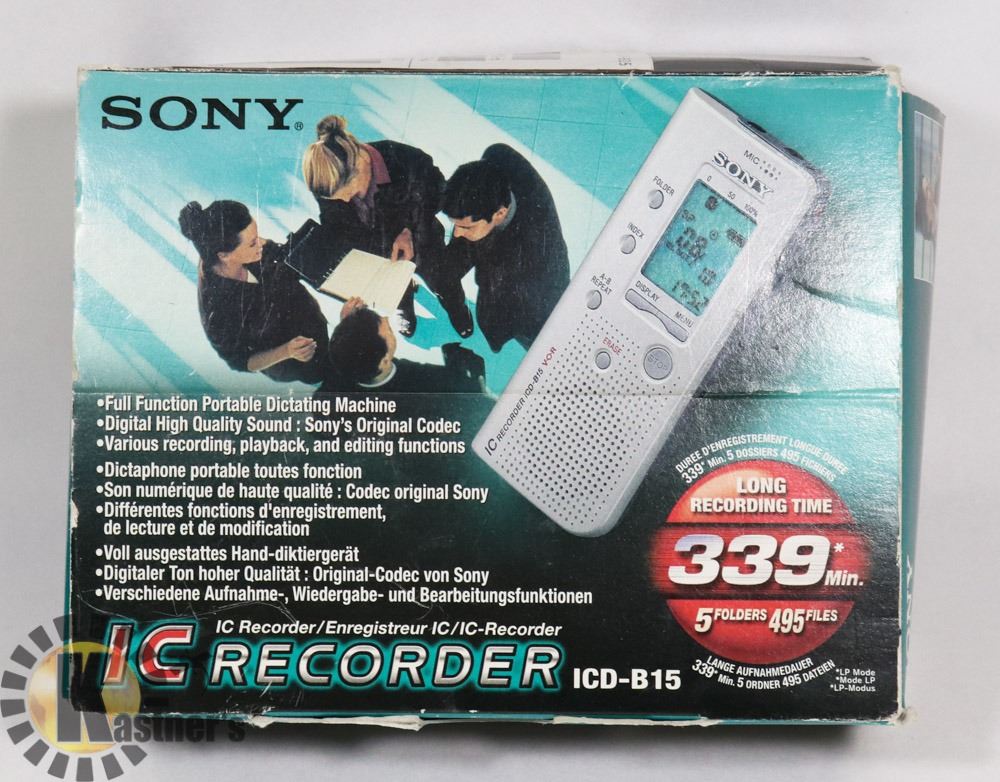 SONY®
MIC
SONY
0 50 100%
FOLDER
INDEX
A-B
REPEAT
DISPLAY
MENU
ERASE
STOP
IC RECORDER ICD-B15 VOR
•Full Function Portable Dictating Machine
•Digital High Quality Sound : Sony's Original Codec
•Various recording, playback, and editing functions
•Dictaphone portable toutes fonction
•Son numérique de haute qualité : Codec original Sony
•Différentes fonctions d'enregistrement,
de lecture et de modification
•Voll ausgestattes Hand-diktiergerät
•Digitaler Ton hoher Qualität : Original-Codec von Sony
•Verschiedene Aufnahme-, Wiedergabe- und Bearbeitungsfunktionen
DUREE D'ENREGISTREMENT LONGUE DUREE
339* Min. 5 DOSSIERS 495 FICHIERS
LONG
RECORDING TIME
339* Min.
5 FOLDERS 495 FILES
LANGE AUFNAHMEDAUER
339* Min. 5 ORDNER 495 DATEIEN
*LP Mode
*Mode LP
*LP-Modus
IC Recorder/Enregistreur IC/IC-Recorder
IC RECORDER ICD-B15
Kastner's